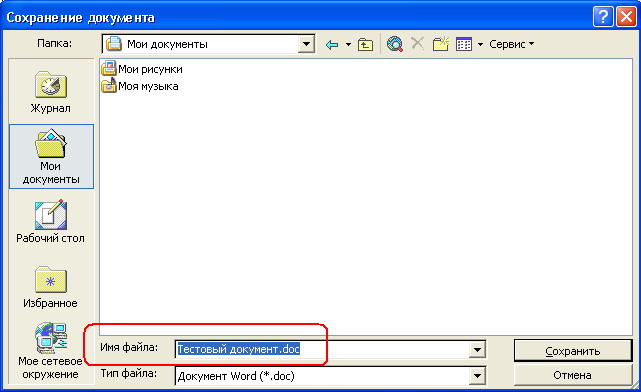 Сохранение документа
Папка:
Мои документы
Сервис
Мои рисунки
Моя музыка
Журнал
Мои
документы
Рабочий стол
Избранное
Мое сетевое
окружение
Имя файла:
Тестовый документ.doc
Сохранить
Тип файла:
Документ Word (*.doc)
Отмена